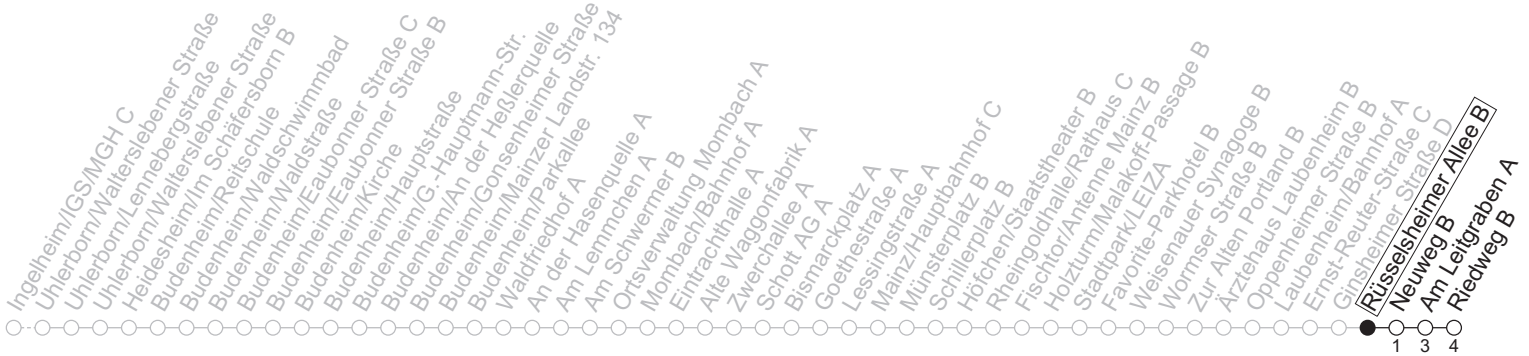 Ingelheim/IGS/MGH C
Uhlerborn/Walterslebener Straße
Uhlerborn/Lennebergstraße
Uhlerborn/Walterslebener Straße
Heidesheim/Im Schäfersborn B
Budenheim/Reitschule
Budenheim/Waldschwimmbad
Budenheim/Waldstraße
Budenheim/Eaubonner Straße C
Budenheim/Eaubonner Straße B
Budenheim/Kirche
Budenheim/Hauptstraße
Budenheim/G.-Hauptmann-Str.
Budenheim/An der Heßlerquelle
Budenheim/Gonsenheimer Straße
Budenheim/Mainzer Landstr. 134
Budenheim/Parkallee
Waldfriedhof A
An der Hasenquelle A
Am Lemmchen A
Am Schwermer B
Ortsverwaltung Mombach A
Mombach/Bahnhof A
Eintrachthalle A
Alte Waggonfabrik A
Zwerchallee A
Schott AG A
Bismarckplatz A
Goethestraße A
Lessingstraße A
Mainz/Hauptbahnhof C
Münsterplatz B
Schillerplatz B
Höfchen/Staatstheater B
Rheingoldhalle/Rathaus C
Fischtor/Antenne Mainz B
Holzturm/Malakoff-Passage B
Stadtpark/LEIZA
Favorite-Parkhotel B
Weisenauer Synagoge B
Wormser Straße B
Zur Alten Portland B
Ärztehaus Laubenheim B
Oppenheimer Straße B
Laubenheim/Bahnhof A
Ernst-Reuter-Straße C
Ginsheimer Straße D
Rüsselsheimer Allee B
Neuweg B
Am Leitgraben A
Riedweg B
1 3 4